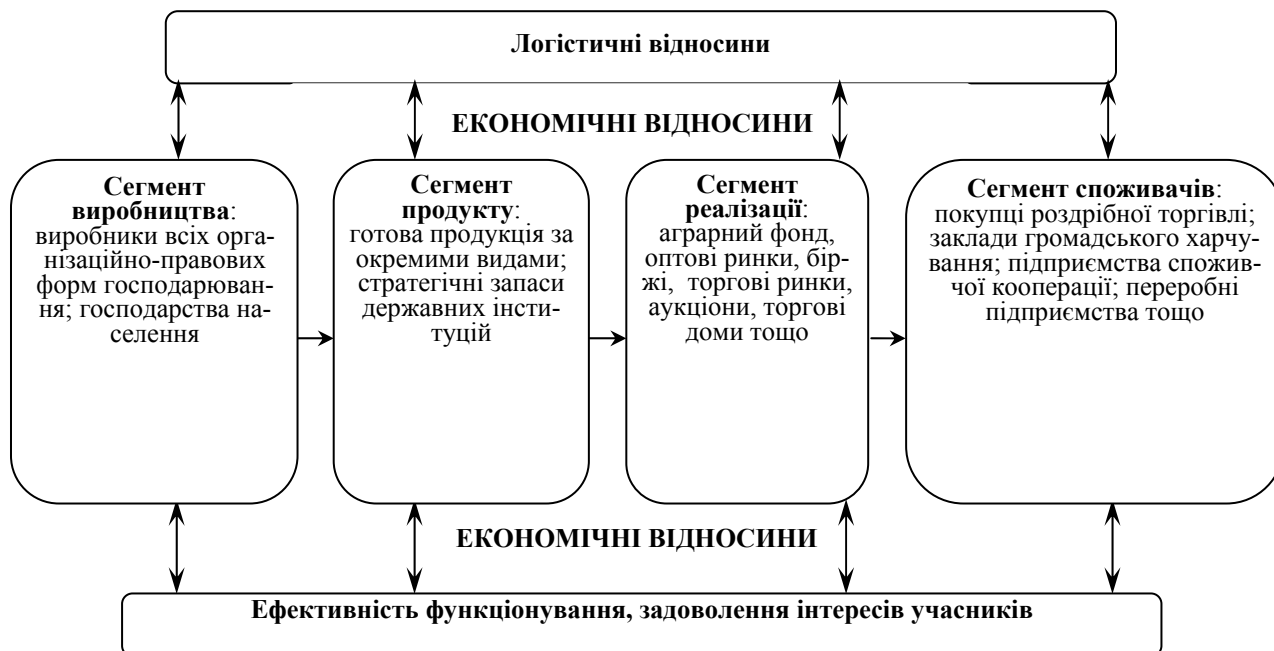 Логістичні відносини
ЕКОНОМІЧНІ ВІДНОСИНИ
Сегмент
виробництва:
виробники всіх орга-
нізаційно-правових
форм господарюван-
ня; господарства на-
селення
Сегмент
продукту:
готова продукція за
окремими видами;
стратегічні запаси
державних інсти-
туцій
Сегмент
реалізації:
аграрний фонд,
оптові ринки, бір-
жі, торгові ринки,
аукціони, торгові
доми тощо
Сегмент споживачів:
покупці роздрібної торгівлі;
заклади громадського харчу-
вання; підприємства спожив-
чої кооперації; переробні
підприємства тощо
ЕКОНОМІЧНІ ВІДНОСИНИ
Ефективність функціонування, задоволення інтересів учасників